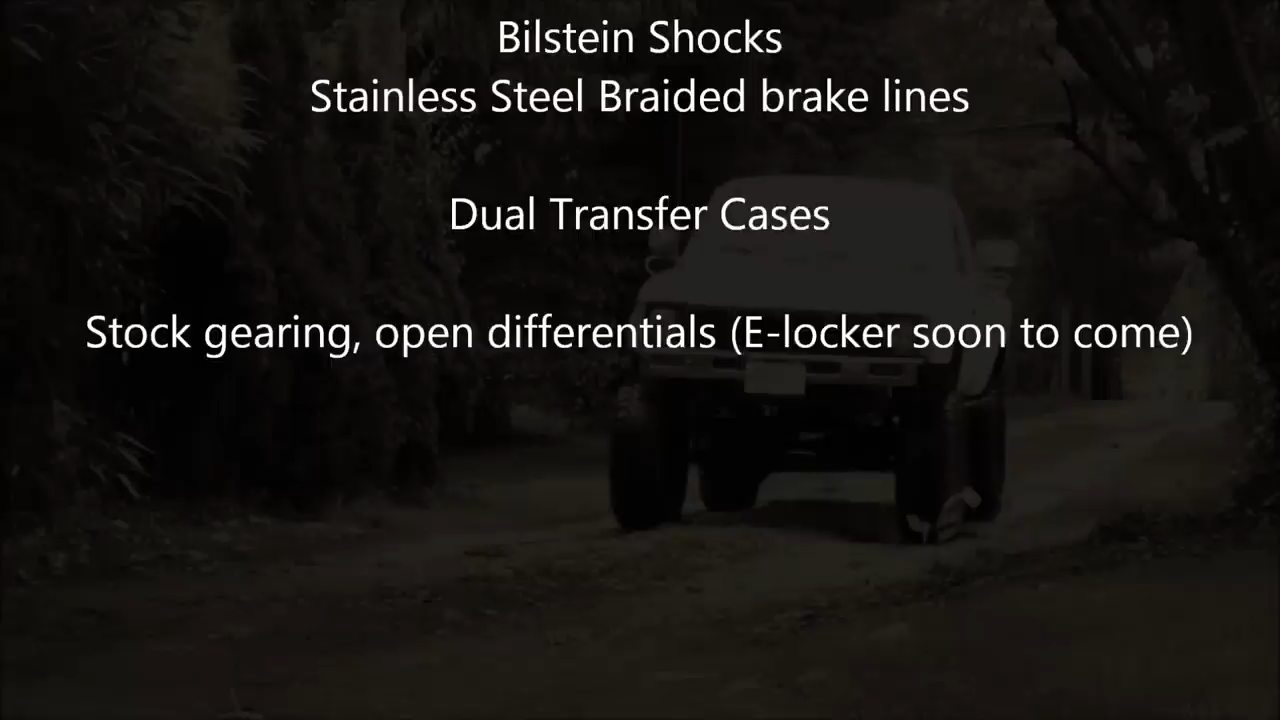 Bilstein Shocks
Stainless Steel Braided brake lines
Dual Transfer Cases
Stock gearing, open differentials (E-locker soon to come)